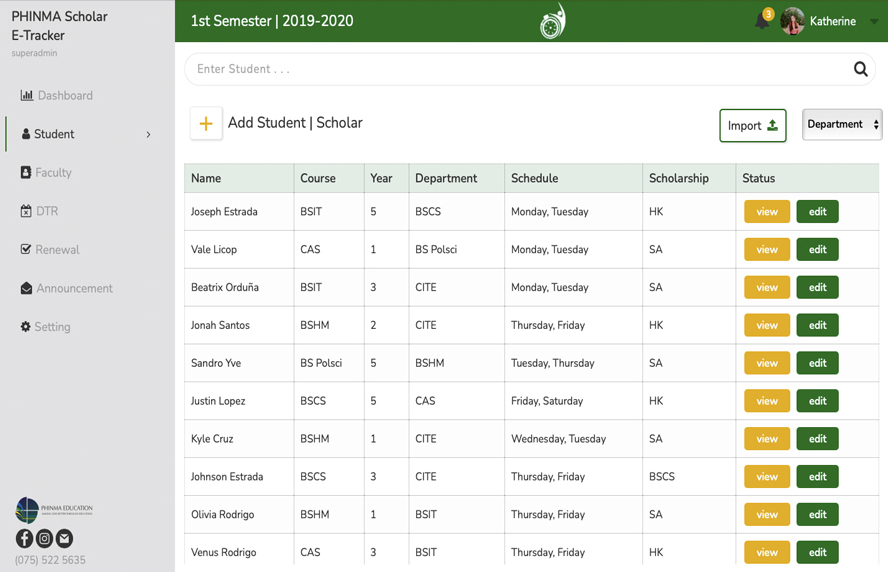 PHINMA Scholar
E-Tracker
superadmin
Dashboard
Student
Faculty
DTR
Renewal
Announcement
Setting
PHINMA EDUCATION
(075) 522 5635
1st Semester | 2019-2020
3
Katherine
Enter Student . . .
Add Student | Scholar
Import
Department
Name Course Year Department Schedule Scholarship Status
Joseph Estrada BSIT 5 BSCS Monday, Tuesday HK view edit
Vale Licop CAS 1 BS Polsci Monday, Tuesday SA view edit
Beatrix Orduña BSIT 3 CITE Monday, Tuesday SA view edit
Jonah Santos BSHM 2 CITE Thursday, Friday HK view edit
Sandro Yve BS Polsci 5 BSHM Tuesday, Thursday SA view edit
Justin Lopez BSCS 5 CAS Friday, Saturday HK view edit
Kyle Cruz BSHM 1 CITE Wednesday, Tuesday SA view edit
Johnson Estrada BSCS 3 CITE Thursday, Friday BSCS view edit
Olivia Rodrigo BSHM 1 BSIT Thursday, Friday SA view edit
Venus Rodrigo CAS 3 BSIT Thursday, Friday HK view edit